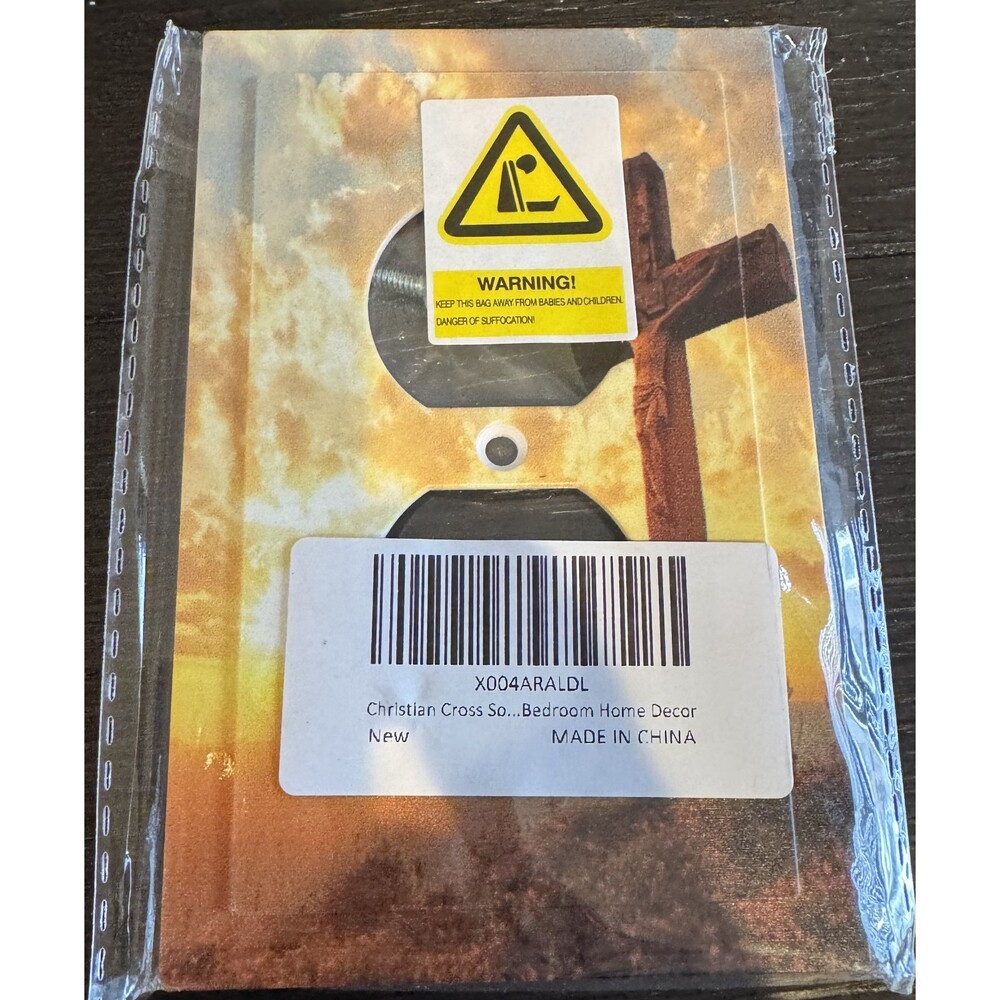 WARNING!
KEEP THIS BAG AWAY FROM BABIES AND CHILDREN.
DANGER OF SUFFOCATION!
X004ARALDL
Christian Cross So...Bedroom Home Decor
New MADE IN CHINA